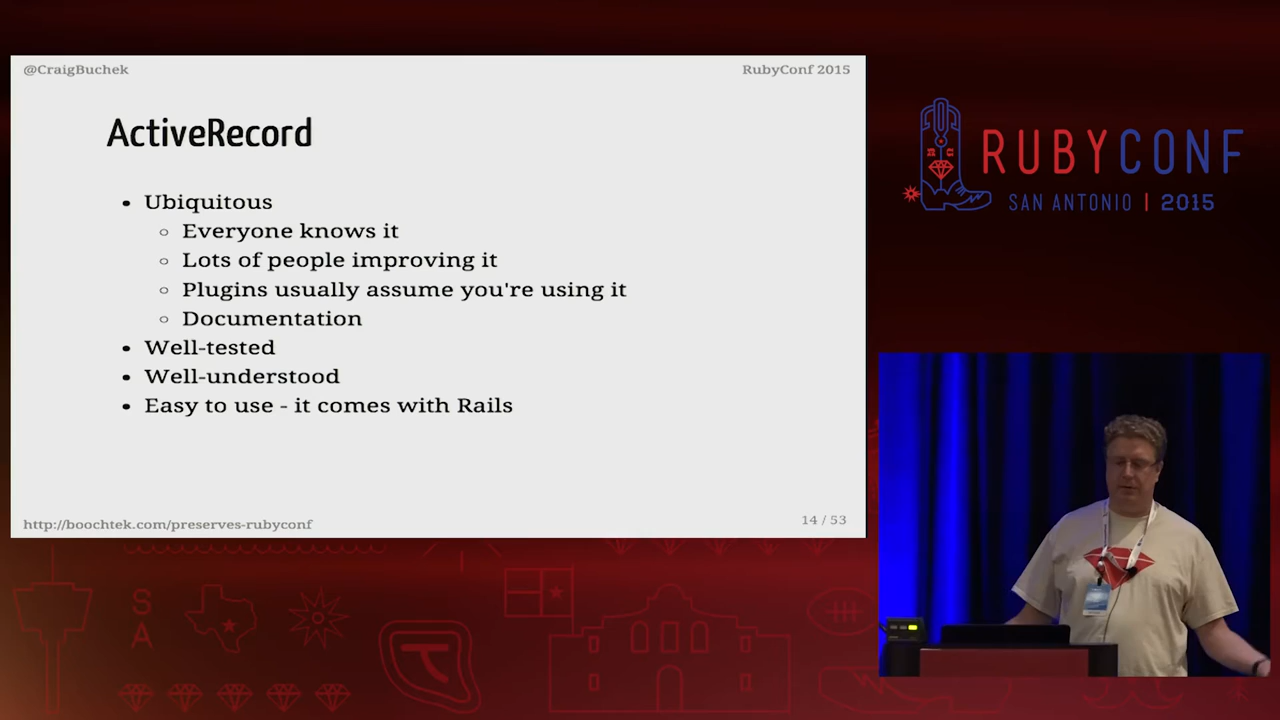 @CraigBuchek
RubyConf 2015
ActiveRecord
• Ubiquitous
○ Everyone knows it
○ Lots of people improving it
○ Plugins usually assume you're using it
○ Documentation
• Well-tested
• Well-understood
• Easy to use - it comes with Rails
http://boochtek.com/preserves-rubyconf
14 / 53
RUBYCONF
SAN ANTONIO | 2015
S
A